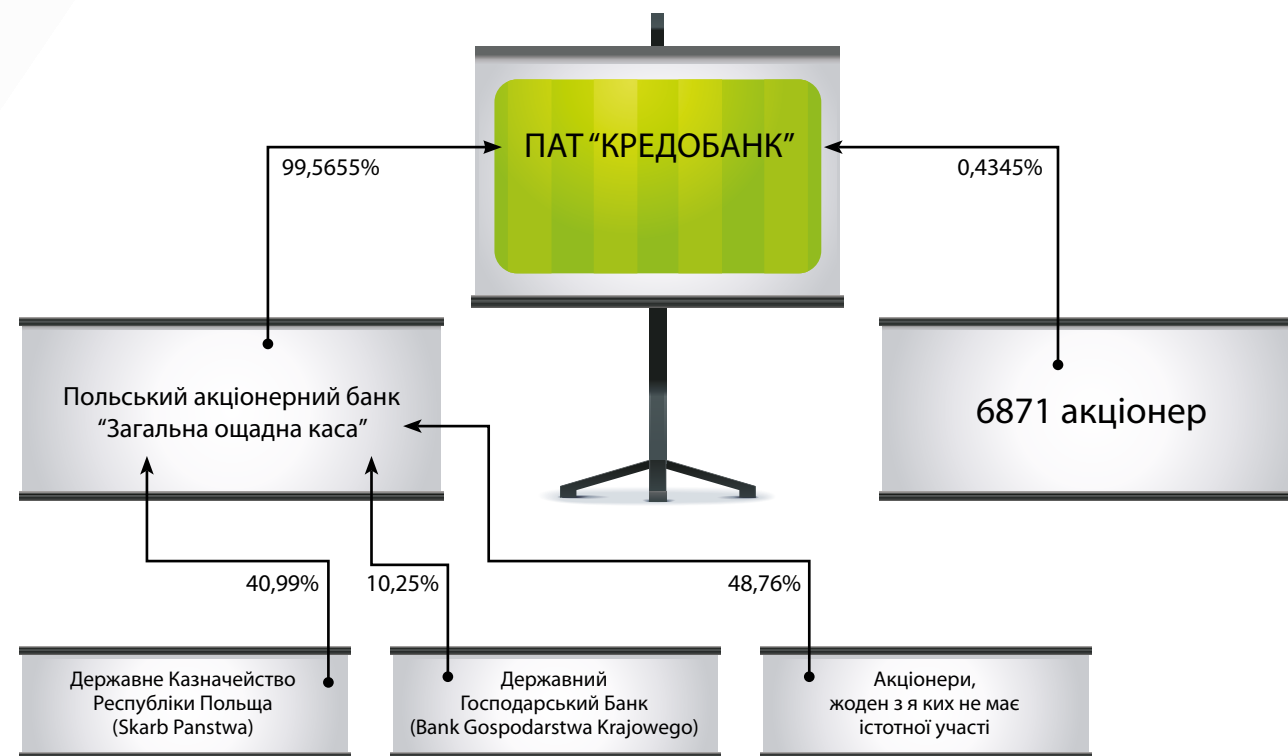 ПАТ “КРЕДОБАНК”
99,5655%
0,4345%
Польський акціонерний банк
“Загальна ощадна каса”
6871 акціонер
40,99%
10,25%
48,76%
Державне Казначейство
Республіки Польща
(Skarb Panstwa)
Державний
Господарський Банк
(Bank Gospodarstwa Krajowego)
Акціонери,
жоден з я ких не має
істотної участі